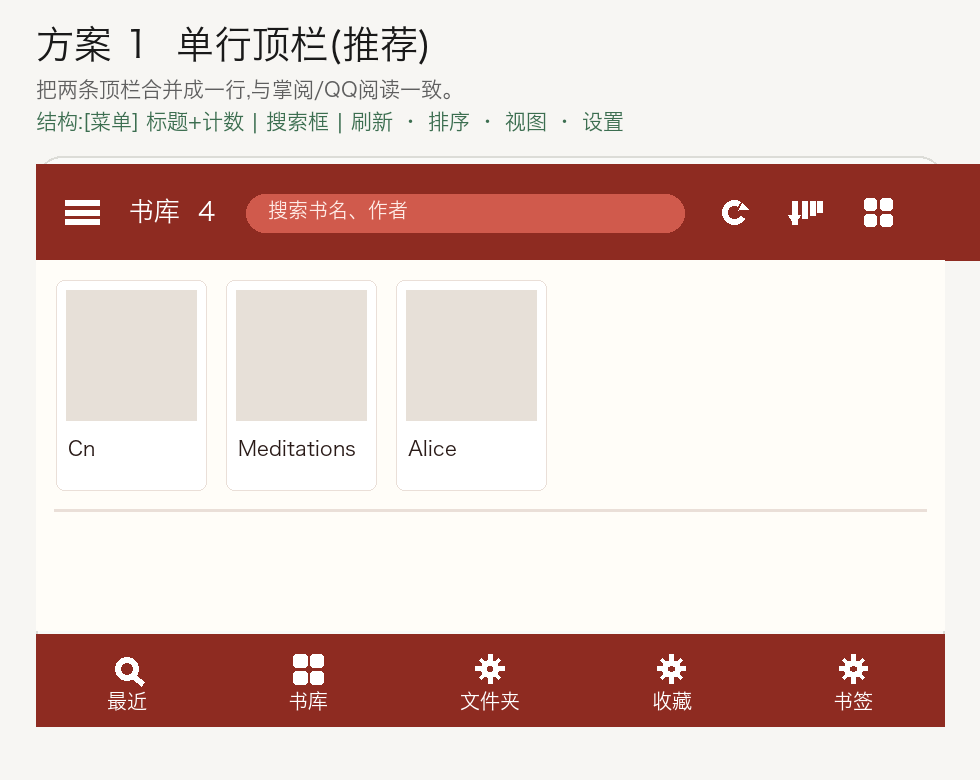 方案 1 单行顶栏(推荐)
把两条顶栏合并成一行,与掌阅/QQ阅读一致。
结构:[菜单] 标题+计数 | 搜索框 | 刷新 · 排序 · 视图 · 设置
书库 4 搜索书名、作者
Cn Meditations Alice
最近 书库 文件夹 收藏 书签